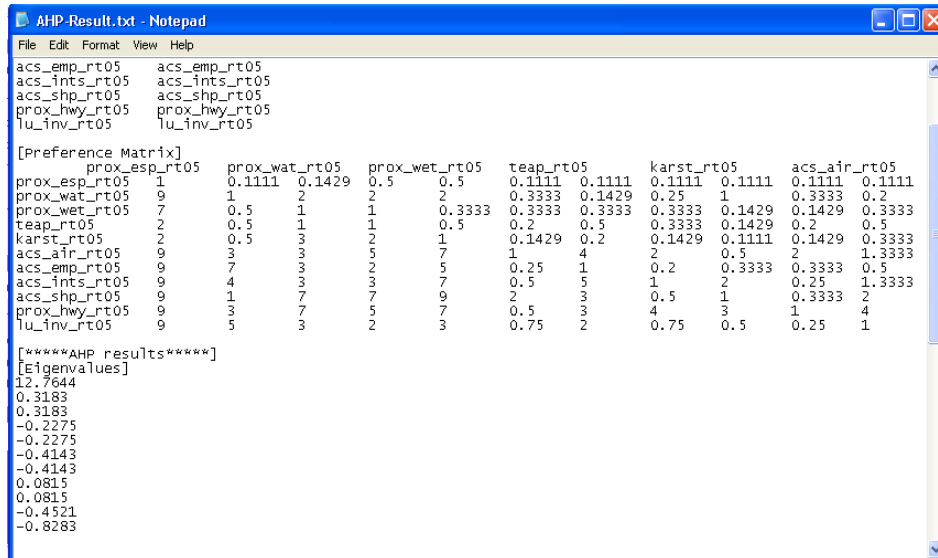 AHP-Result.txt - Notepad
File Edit Format View Help
acs_emp_rt05 acs_emp_rt05
acs_ints_rt05 acs_ints_rt05
acs_shp_rt05 acs_shp_rt05
prox_hwy_rt05 prox_hwy_rt05
lu_inv_rt05 lu_inv_rt05
[Preference Matrix]
prox_esp_rt05 prox_wat_rt05 prox_wet_rt05 teap_rt05 karst_rt05 acs_air_rt05
prox_esp_rt05 1 0.1111 0.1429 0.5 0.5 0.1111 0.1111 0.1111 0.1111 0.1111 0.1111
prox_wat_rt05 9 1 2 2 2 0.3333 0.1429 0.25 1 0.3333 0.2
prox_wet_rt05 7 0.5 1 1 0.3333 0.3333 0.3333 0.3333 0.1429 0.1429 0.3333
teap_rt05 2 0.5 1 1 0.5 0.2 0.5 0.3333 0.1429 0.2 0.5
karst_rt05 2 0.5 3 2 1 0.1429 0.2 0.1429 0.1111 0.1429 0.3333
acs_air_rt05 9 3 3 5 7 1 4 2 0.5 2 1.3333
acs_emp_rt05 9 7 3 2 5 0.25 1 0.2 0.3333 0.3333 0.5
acs_ints_rt05 9 4 3 3 7 0.5 5 1 2 0.25 1.3333
acs_shp_rt05 9 1 7 7 9 2 3 0.5 1 0.3333 2
prox_hwy_rt05 9 3 7 5 7 0.5 3 4 3 1 4
lu_inv_rt05 9 5 3 2 3 0.75 2 0.75 0.5 0.25 1
[*****AHP results*****]
[Eigenvalues]
12.7644
0.3183
0.3183
-0.2275
-0.2275
-0.4143
-0.4143
0.0815
0.0815
-0.4521
-0.8283